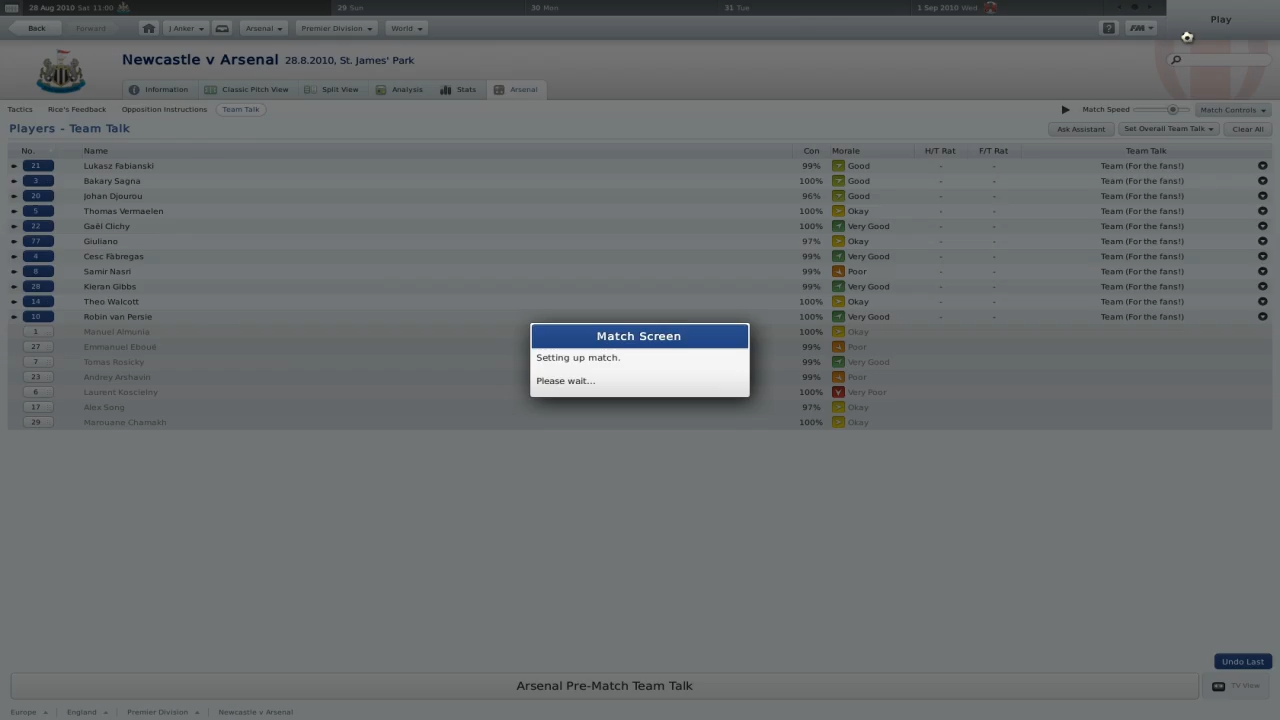 28 Aug 2010 Sat 11:00 29 Sun 30 Mon 31 Tue 1 Sep 2010 Wed
Back Forward J Anker Arsenal Premier Division World ? FM Play
Newcastle v Arsenal 28.8.2010, St. James' Park
Information Classic Pitch View Split View... Analysis Stats Arsenal
Tactics Rice's Feedback Opposition Instructions Team Talk Match Speed Match Controls
Players - Team Talk Ask Assistant Set Overall Team Talk Clear All
No. Name Con Morale H/T Rat F/T Rat Team Talk
21 Lukasz Fabianski 99% Good - - Team (For the fans!)
3 Bakary Sagna 100% Good - - Team (For the fans!)
20 Johan Djourou 96% Good - - Team (For the fans!)
5 Thomas Vermaelen 100% Okay - - Team (For the fans!)
22 Gaël Clichy 100% Very Good - - Team (For the fans!)
77 Giuliano 97% Okay - - Team (For the fans!)
4 Cesc Fàbregas 99% Very Good - - Team (For the fans!)
8 Samir Nasri 99% Poor - - Team (For the fans!)
28 Kieran Gibbs 99% Very Good - - Team (For the fans!)
14 Theo Walcott 100% Okay - - Team (For the fans!)
10 Robin van Persie 100% Very Good - - Team (For the fans!)
1 Manuel Almunia 100% Okay
27 Emmanuel Eboué 99% Poor
7 Tomas Rosicky 99% Very Good
23 Andrey Arshavin 99% Poor
6 Laurent Koscielny 100% Very Poor
17 Alex Song 97% Okay
29 Marouane Chamakh 100% Okay
Match Screen
Setting up match.
Please wait...
Undo Last
Arsenal Pre-Match Team Talk TV View
Europe England Premier Division Newcastle v Arsenal